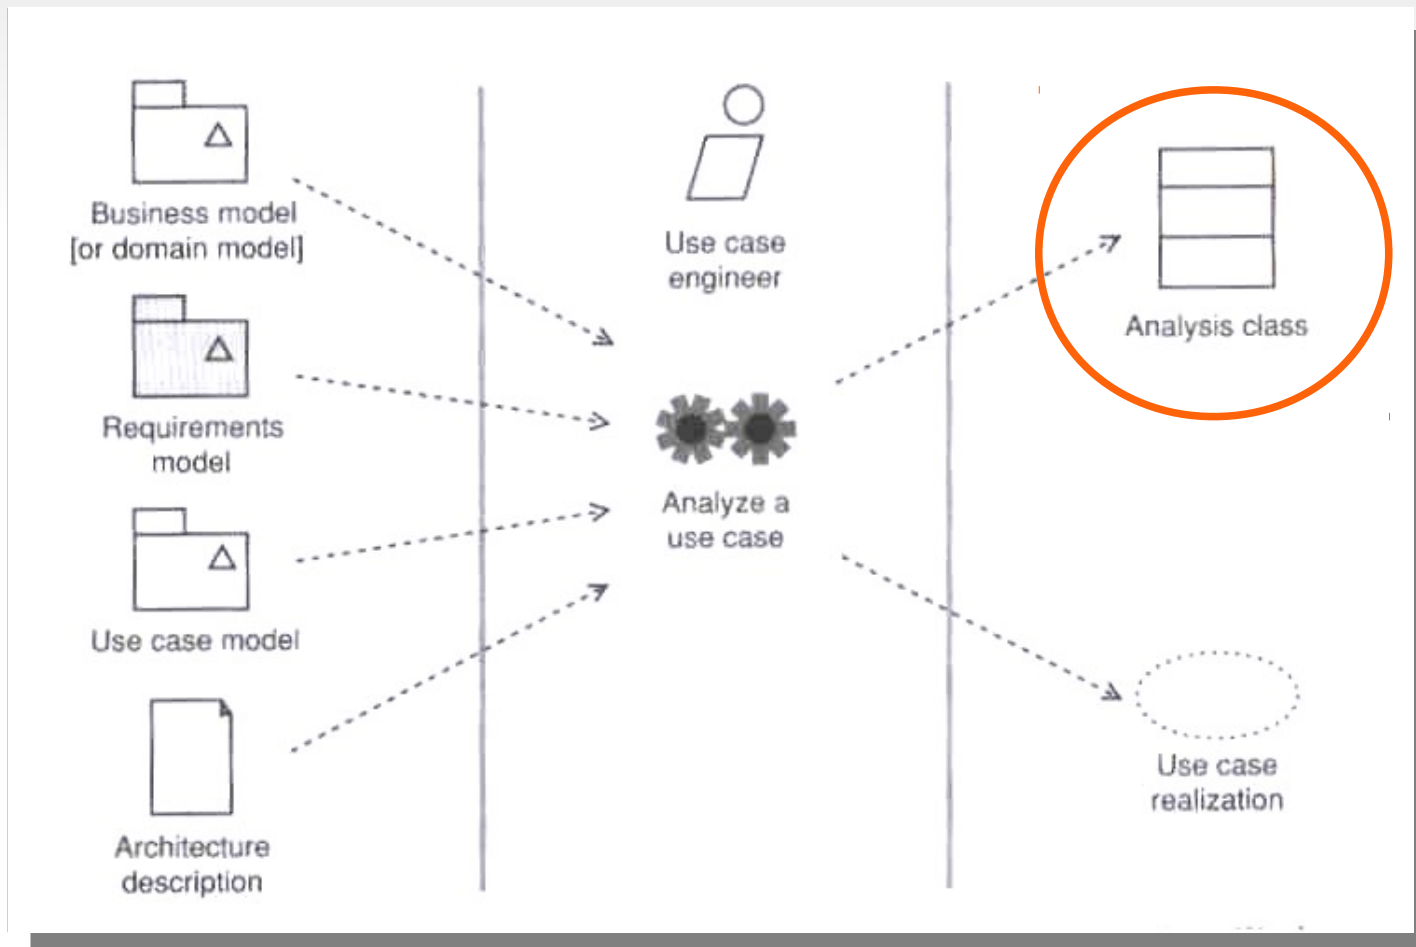 Business model
[or domain model]
Requirements
model
Use case model
Architecture
description
Use case
engineer
Analyze a
use case
Analysis class
Use case
realization